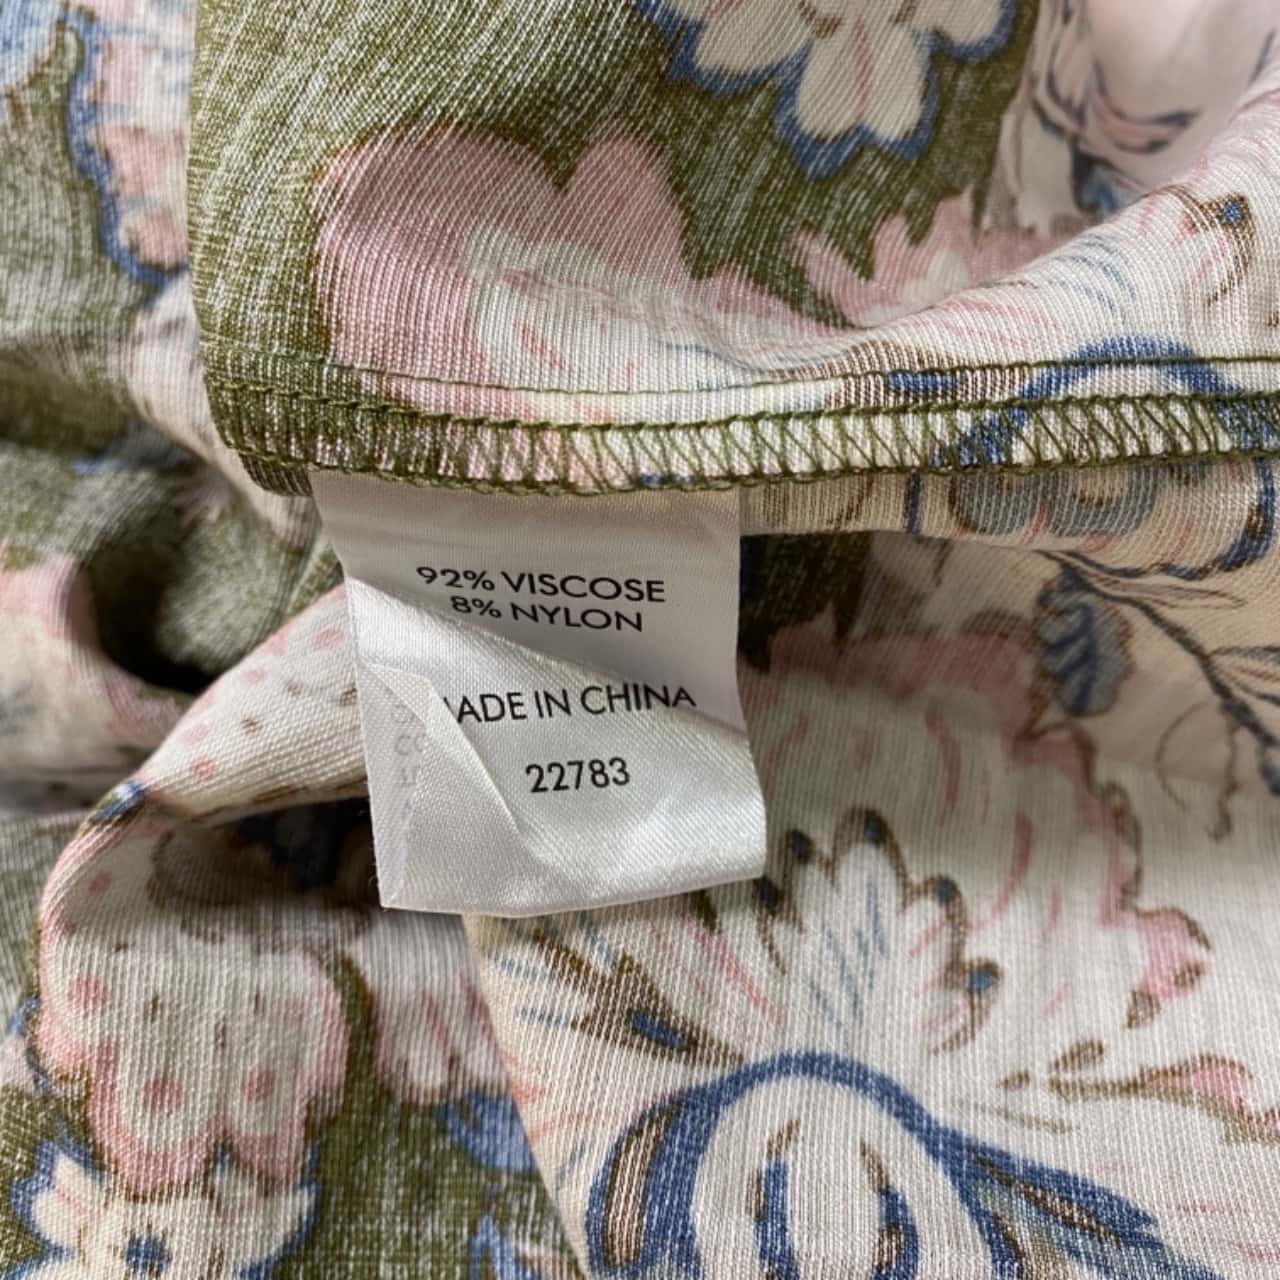 92% VISCOSE
8% NYLON
MADE IN CHINA
22783